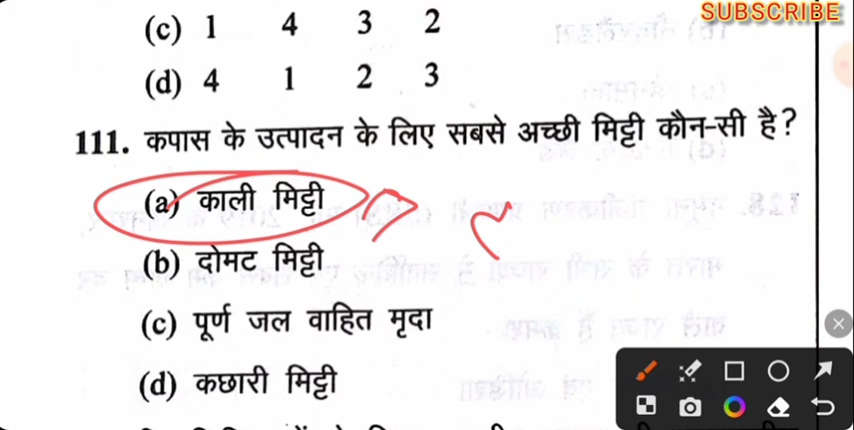 SUBSCRIBE
(c) 1 4 3 2
(d) 4 1 2 3
111. कपास के उत्पादन के लिए सबसे अच्छी मिट्टी कौन-सी है?
(a) काली मिट्टी
(b) दोमट मिट्टी
(c) पूर्ण जल वाहित मृदा
(d) कछारी मिट्टी